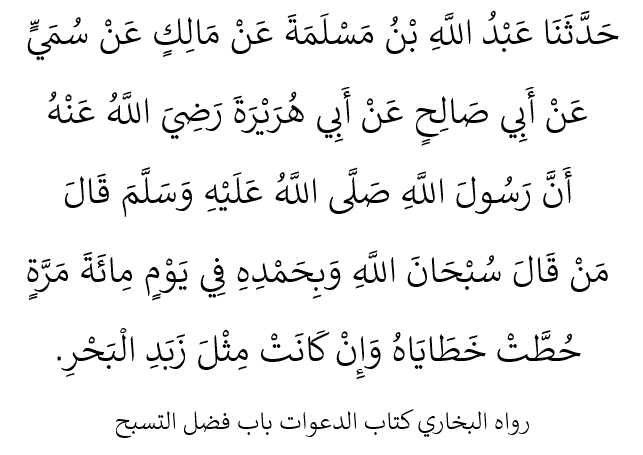 حَدَّثَنَا عَبْدُ اللَّهِ بْنُ مَسْلَمَةَ عَنْ مَالِكٍ عَنْ سُمَيٍّ
عَنْ أَبِي صَالِحٍ عَنْ أَبِي هُرَيْرَةَ رَضِيَ اللَّهُ عَنْهُ
أَنَّ رَسُولَ اللَّهِ صَلَّى اللَّهُ عَلَيْهِ وَسَلَّمَ قَالَ
مَنْ قَالَ سُبْحَانَ اللَّهِ وَبِحَمْدِهِ فِي يَوْمٍ مِائَةَ مَرَّةٍ
حُطَّتْ خَطَايَاهُ وَإِنْ كَانَتْ مِثْلَ زَبَدِ الْبَحْرِ.
رواه البخاري كتاب الدعوات باب فضل التسبح